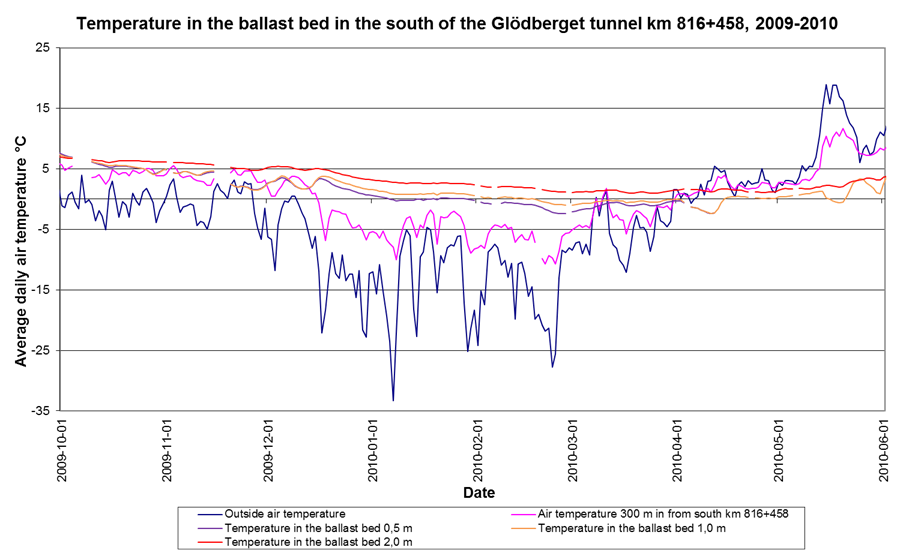 Temperature in the ballast bed in the south of the Glödberget tunnel km 816+458, 2009-2010
Average daily air temperature °C
25
15
5
-5
-15
-25
-35
2009-10-01
2009-11-01
2009-12-01
2010-01-01
2010-02-01
2010-03-01
2010-04-01
2010-05-01
2010-06-01
Date
Outside air temperature
Air temperature 300 m in from south km 816+458
Temperature in the ballast bed 0,5 m
Temperature in the ballast bed 1,0 m
Temperature in the ballast bed 2,0 m